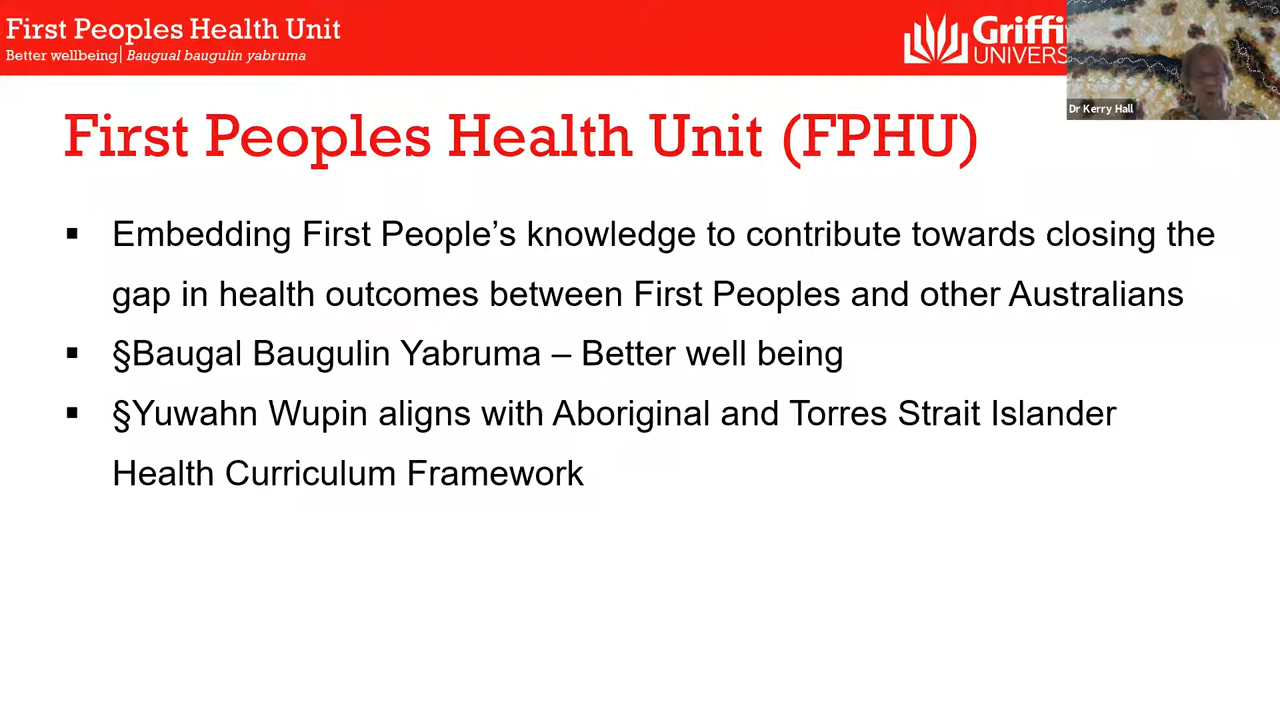 First Peoples Health Unit
Better wellbeing| Baugual baugulin yabruma
Griffi
UNIVERS
Dr Kerry Hall
First Peoples Health Unit (FPHU)
▪ Embedding First People’s knowledge to contribute towards closing the
gap in health outcomes between First Peoples and other Australians
▪ §Baugal Baugulin Yabruma – Better well being
▪ §Yuwahn Wupin aligns with Aboriginal and Torres Strait Islander
Health Curriculum Framework